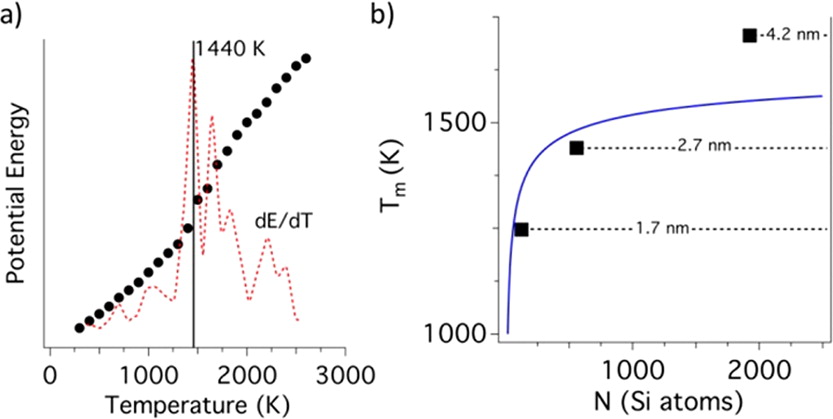 a)
1440 K
dE/dT
Potential Energy
0 1000 2000 3000
Temperature (K)
b)
4.2 nm
1500
2.7 nm
Tm (K)
1.7 nm
1000
1000 2000
N (Si atoms)